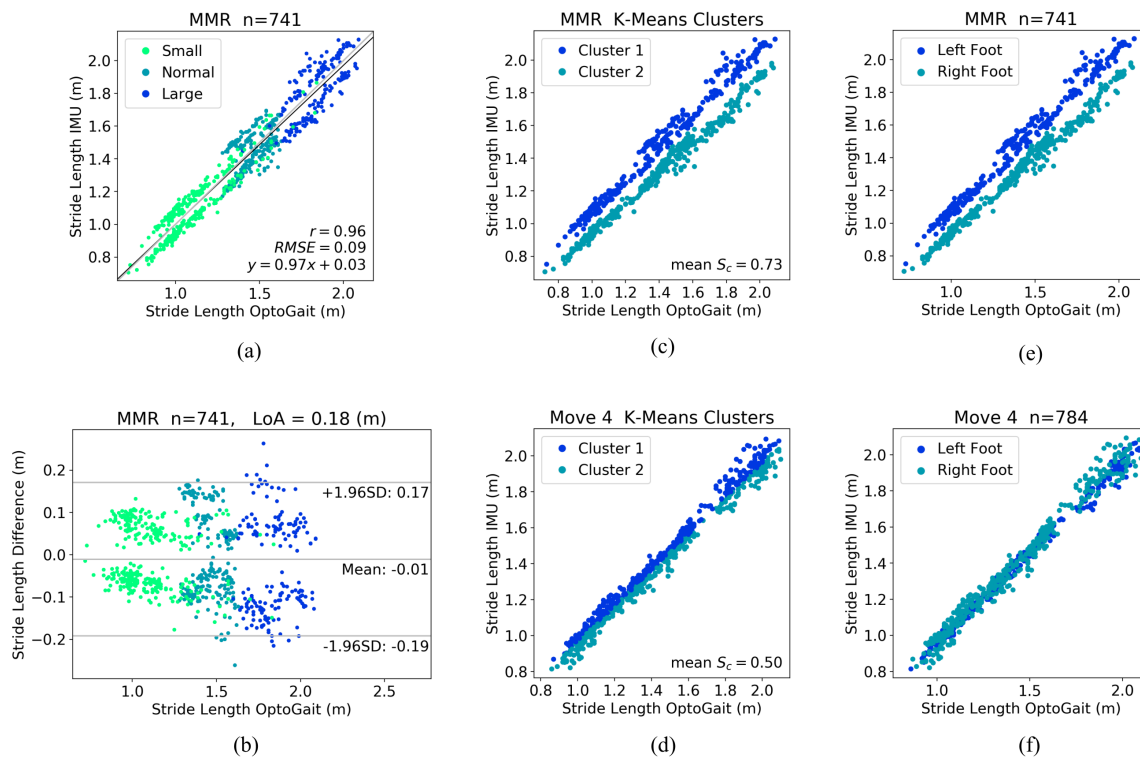 MMR n=741
Small
Normal
Large
r = 0.96
RMSE = 0.09
y = 0.97x + 0.03
Stride Length IMU (m)
2.0
1.8
1.6
1.4
1.2
1.0
0.8
1.0
1.5
2.0
Stride Length OptoGait (m)
(a)
MMR K-Means Clusters
Cluster 1
Cluster 2
mean Sc = 0.73
Stride Length IMU (m)
2.0
1.8
1.6
1.4
1.2
1.0
0.8
0.8 1.0 1.2 1.4 1.6 1.8 2.0
Stride Length OptoGait (m)
(c)
MMR n=741
Left Foot
Right Foot
Stride Length IMU (m)
2.0
1.8
1.6
1.4
1.2
1.0
0.8
1.0
1.5
2.0
Stride Length OptoGait (m)
(e)
MMR n=741, LoA = 0.18 (m)
+1.96SD: 0.17
Mean: -0.01
-1.96SD: -0.19
Stride Length Difference (m)
0.2
0.1
0.0
−0.1
−0.2
1.0
1.5
2.0
2.5
Stride Length OptoGait (m)
(b)
Move 4 K-Means Clusters
Cluster 1
Cluster 2
mean Sc = 0.50
Stride Length IMU (m)
2.0
1.8
1.6
1.4
1.2
1.0
0.8
0.8 1.0 1.2 1.4 1.6 1.8 2.0
Stride Length OptoGait (m)
(d)
Move 4 n=784
Left Foot
Right Foot
Stride Length IMU (m)
2.0
1.8
1.6
1.4
1.2
1.0
0.8
1.0
1.5
2.0
Stride Length OptoGait (m)
(f)